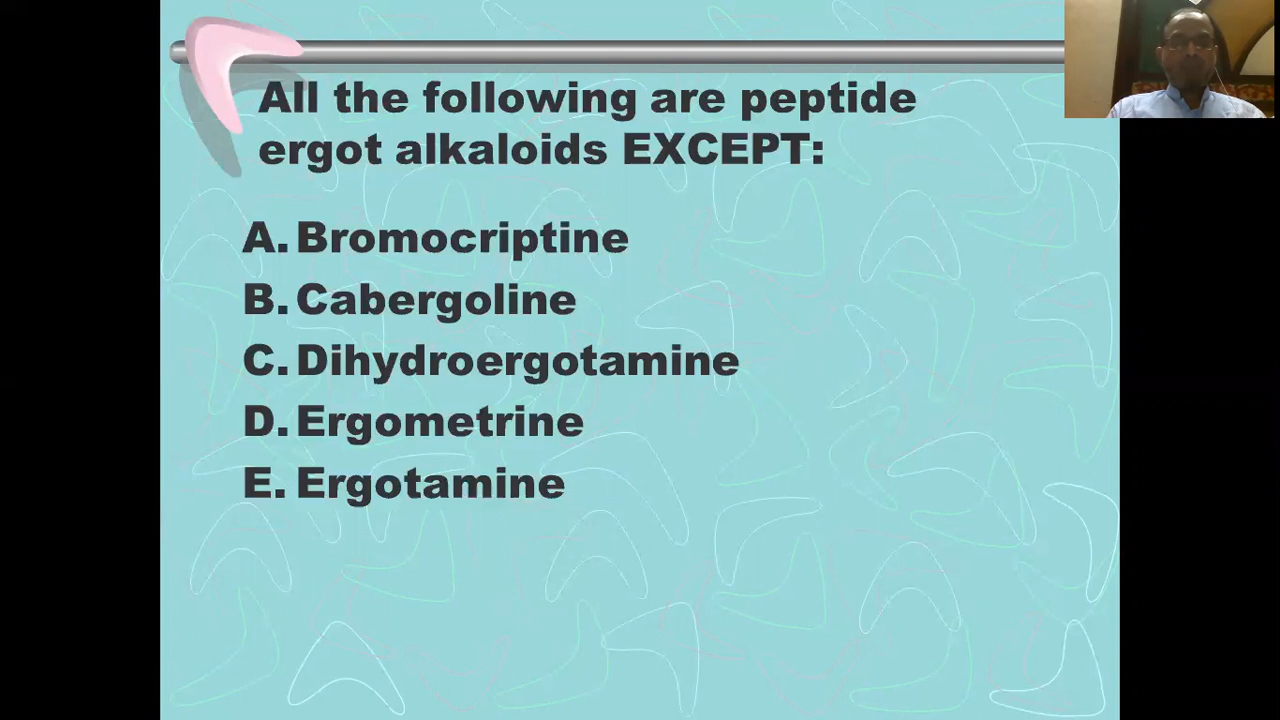 All the following are peptide
ergot alkaloids EXCEPT:
A. Bromocriptine
B. Cabergoline
C. Dihydroergotamine
D. Ergometrine
E. Ergotamine